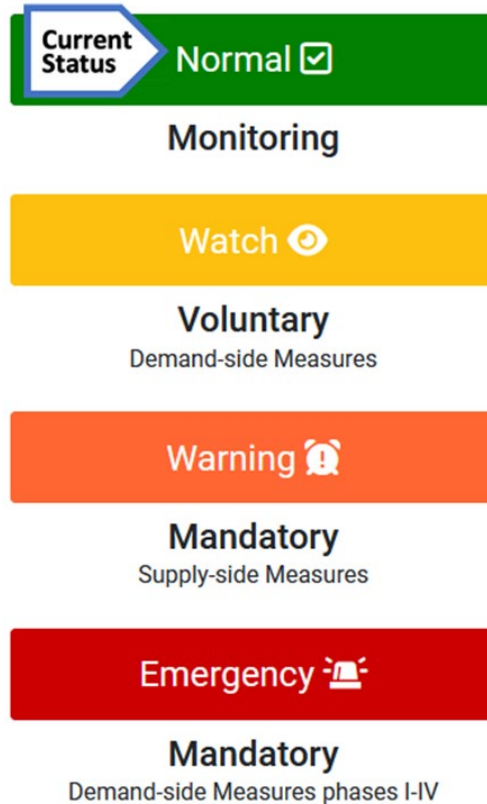 Current
Status
Normal
Monitoring
Watch
Voluntary
Demand-side Measures
Warning
Mandatory
Supply-side Measures
Emergency
Mandatory
Demand-side Measures phases I-IV